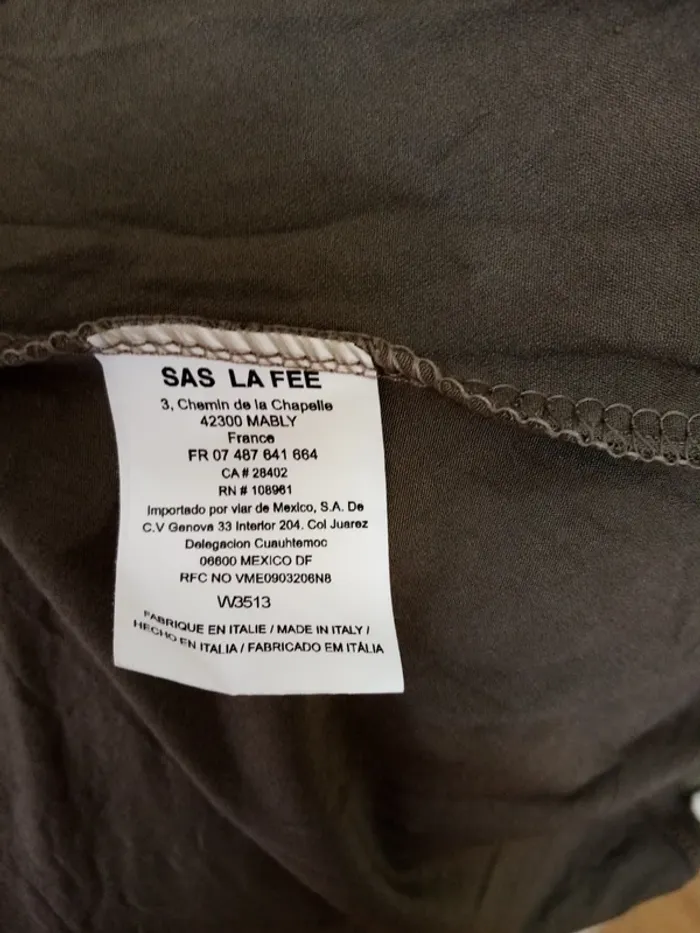 SAS LA FEE
3, Chemin de la Chapelle
42300 MABLY
France
FR 07 487 641 664
CA # 28402
RN # 108961
Importado por viar de Mexico, S.A. De
C.V Genova 33 Interior 204. Col Juarez
Delegacion Cuauhtemoc
06600 MEXICO DF
RFC NO VME0903206N8
W3513
FABRIQUE EN ITALIE / MADE IN ITALY /
HECHO EN ITALIA / FABRICADO EM ITÀLIA